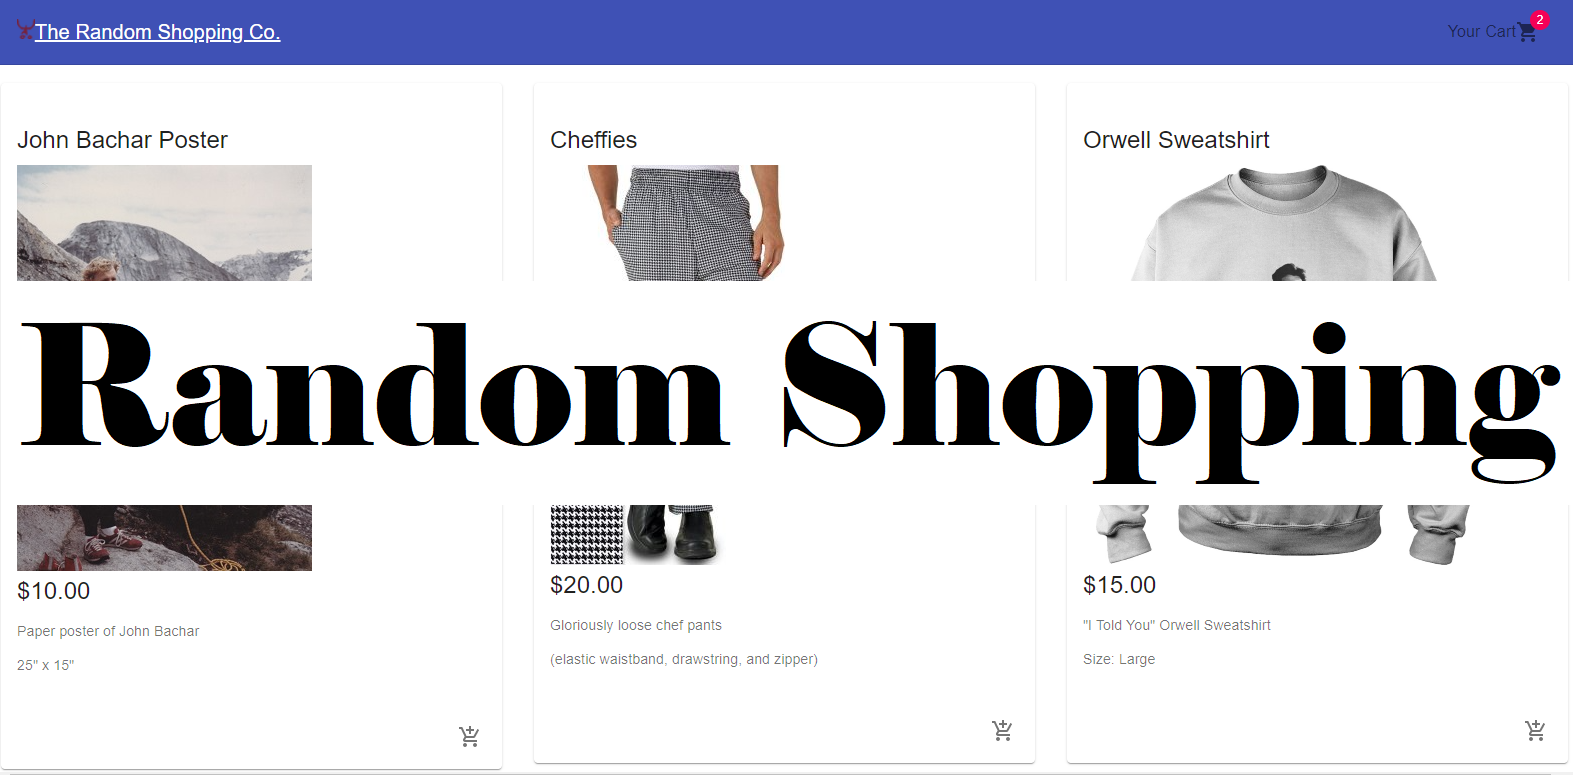 The Random Shopping Co.
Your Cart
2
John Bachar Poster
Cheffies
Orwell Sweatshirt
Random Shopping
$10.00
Paper poster of John Bachar
25" x 15"
$20.00
Gloriously loose chef pants
(elastic waistband, drawstring, and zipper)
$15.00
"I Told You" Orwell Sweatshirt
Size: Large